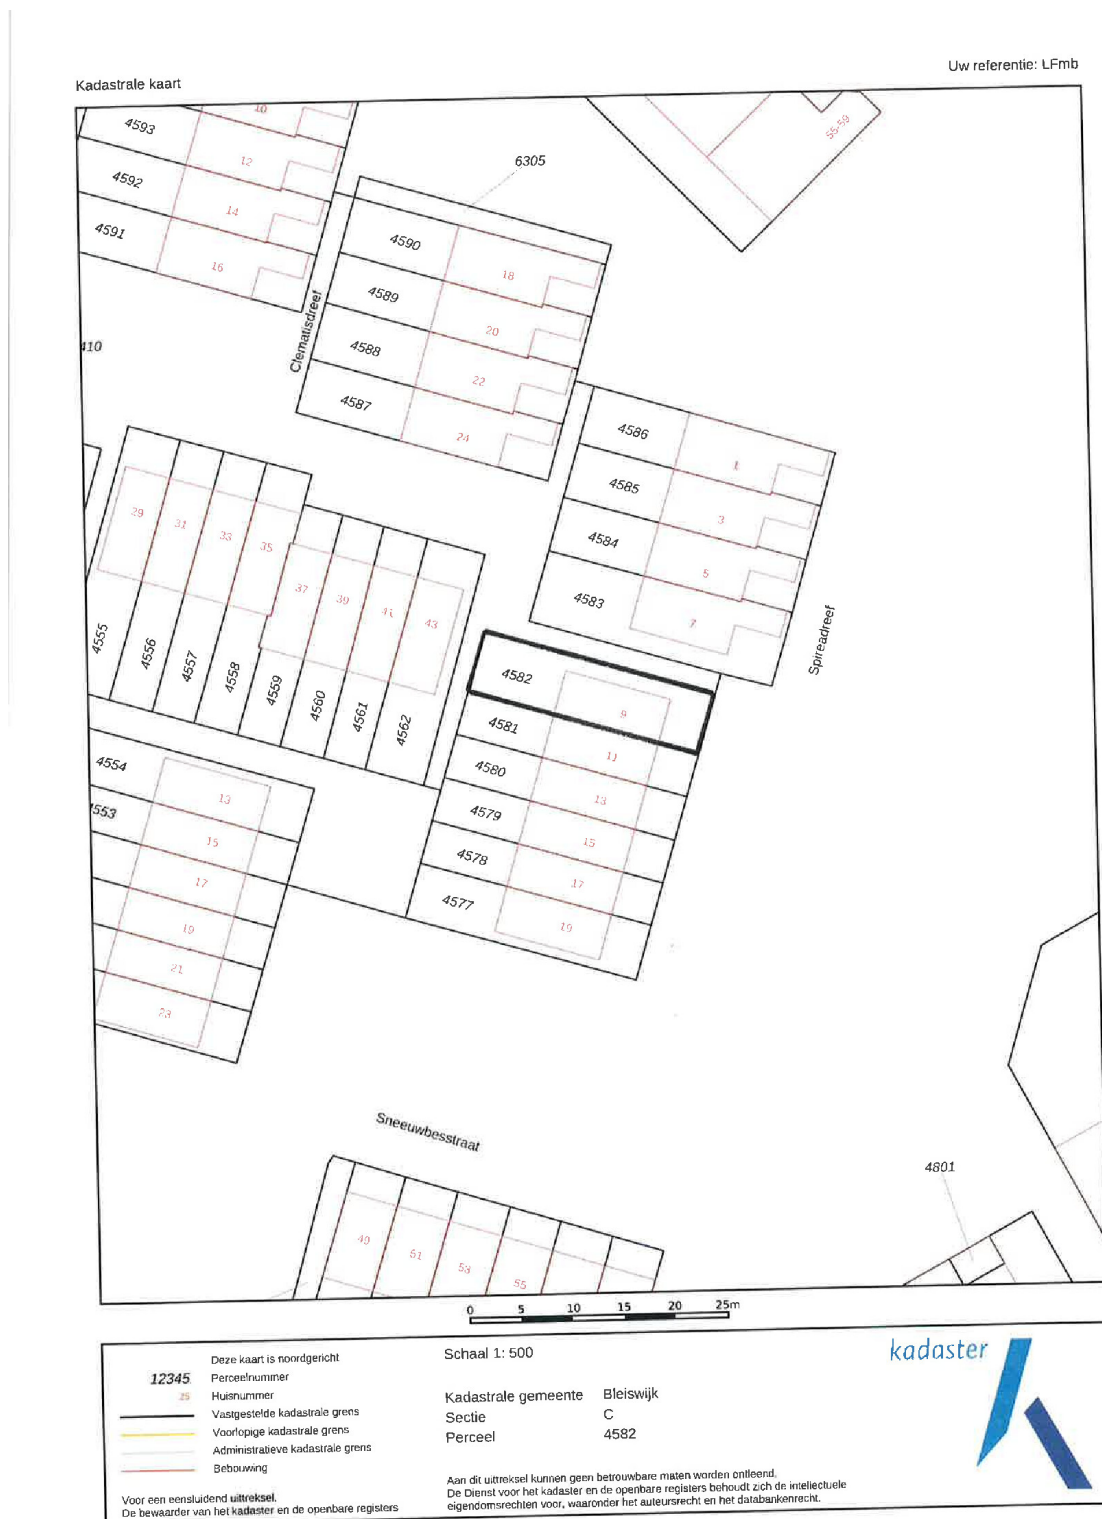 Kadastrale kaart
Uw referentie: LFmb
10
4593
12
4592
14
4591
16
6305
55-59
4590
18
4589
20
4588
22
4587
24
Clematisdreef
410
4586
1
4585
3
4584
5
4583
7
Spireadreef
29
31
33
35
37
39
41
43
4555
4556
4557
4558
4559
4560
4561
4562
4582
9
4581
11
4580
13
4579
15
4578
17
4577
19
4554
13
4553
15
17
19
21
23
Sneeuwbesstraat
49
51
53
55
4801
0 5 10 15 20 25m
Deze kaart is noordgericht
12345 Perceelnummer
25 Huisnummer
Vastgestelde kadastrale grens
Voorlopige kadastrale grens
Administratieve kadastrale grens
Bebouwing
Voor een eensluidend uittreksel.
De bewaarder van het kadaster en de openbare registers
Schaal 1: 500
Kadastrale gemeente Bleiswijk
Sectie C
Perceel 4582
Aan dit uittreksel kunnen geen betrouwbare maten worden ontleend.
De Dienst voor het kadaster en de openbare registers behoudt zich de intellectuele
eigendomsrechten voor, waaronder het auteursrecht en het databankenrecht.
kadaster